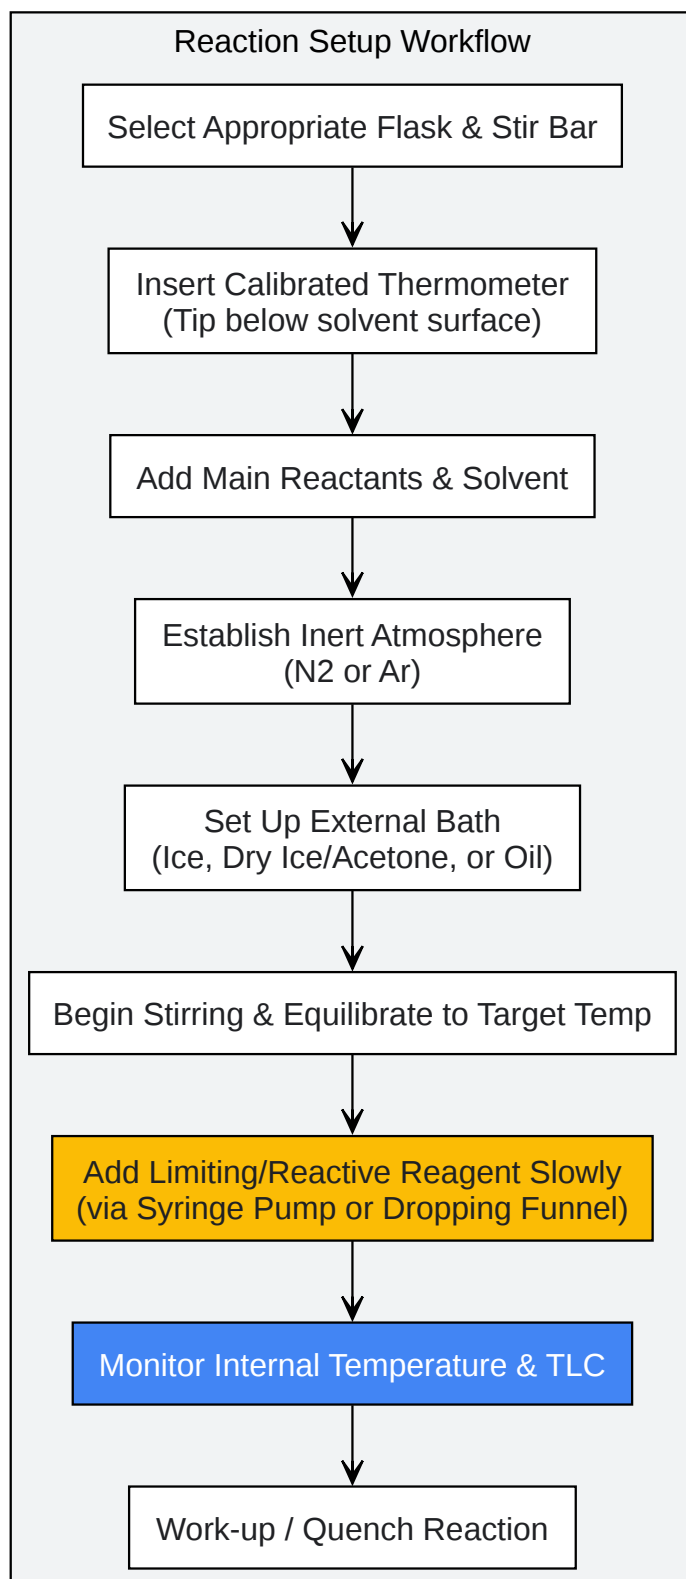 Reaction Setup Workflow
Select Appropriate Flask & Stir Bar
Insert Calibrated Thermometer
(Tip below solvent surface)
Add Main Reactants & Solvent
Establish Inert Atmosphere
(N2 or Ar)
Set Up External Bath
(Ice, Dry Ice/Acetone, or Oil)
Begin Stirring & Equilibrate to Target Temp
Add Limiting/Reactive Reagent Slowly
(via Syringe Pump or Dropping Funnel)
Monitor Internal Temperature & TLC
Work-up / Quench Reaction